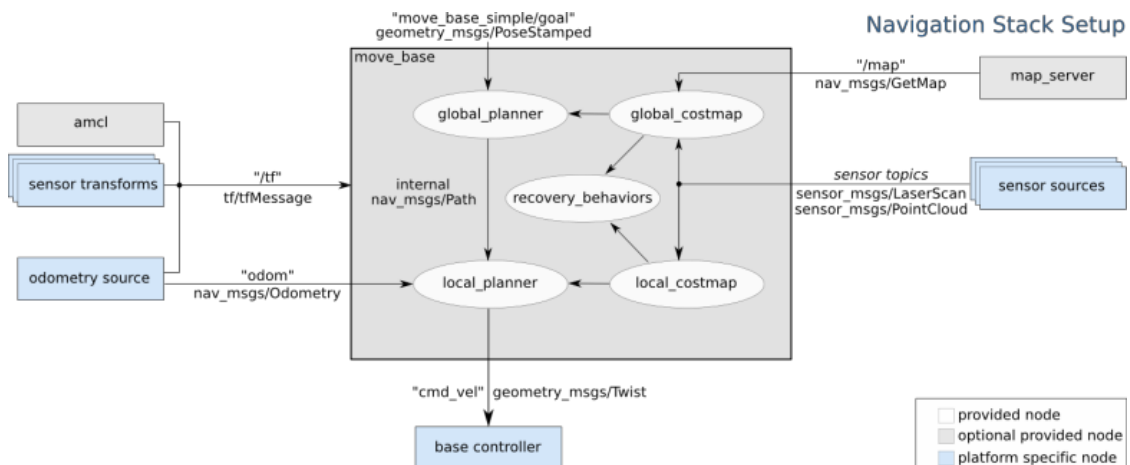 Navigation Stack Setup
"move_base_simple/goal"
geometry_msgs/PoseStamped
move_base
"/map"
nav_msgs/GetMap
map_server
global_planner
global_costmap
amcl
sensor transforms
"/tf"
tf/tfMessage
internal
nav_msgs/Path
recovery_behaviors
sensor topics
sensor_msgs/LaserScan
sensor_msgs/PointCloud
sensor sources
odometry source
"odom"
nav_msgs/Odometry
local_planner
local_costmap
"cmd_vel" geometry_msgs/Twist
base controller
provided node
optional provided node
platform specific node